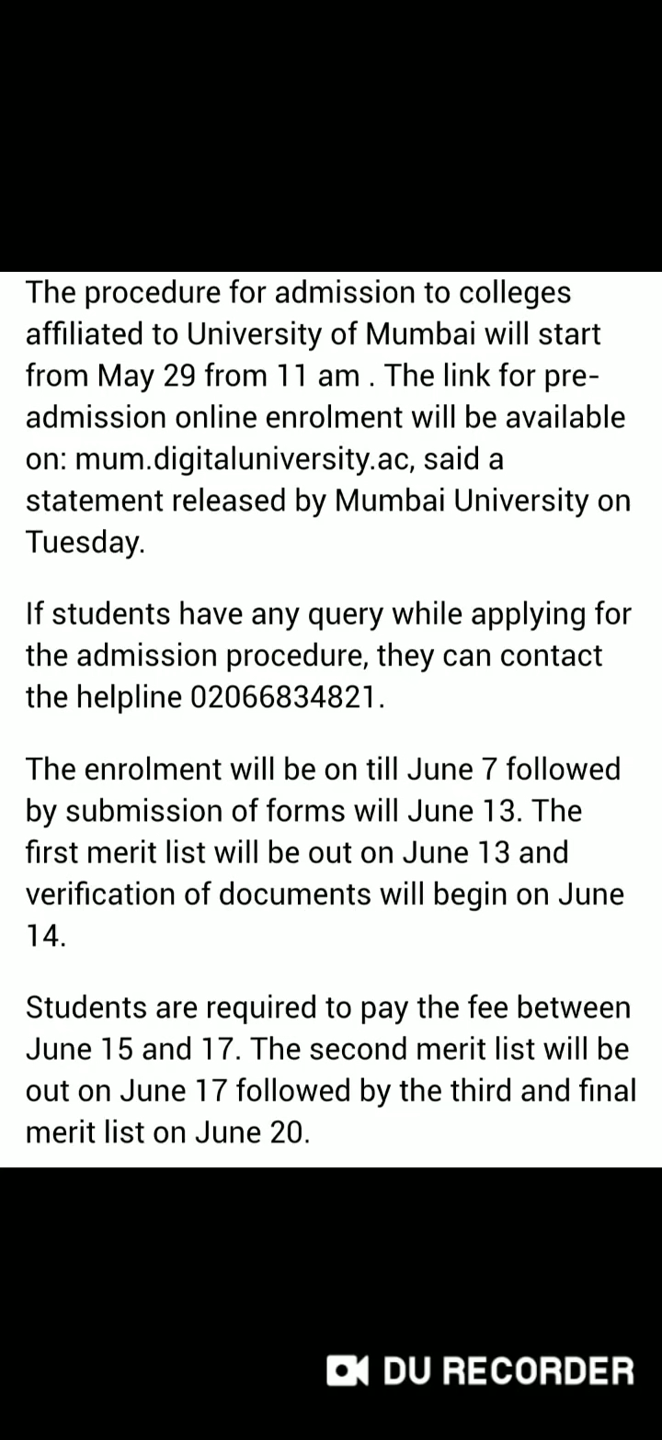 The procedure for admission to colleges
affiliated to University of Mumbai will start
from May 29 from 11 am . The link for pre-
admission online enrolment will be available
on: mum.digitaluniversity.ac, said a
statement released by Mumbai University on
Tuesday.
If students have any query while applying for
the admission procedure, they can contact
the helpline 02066834821.
The enrolment will be on till June 7 followed
by submission of forms will June 13. The
first merit list will be out on June 13 and
verification of documents will begin on June
14.
Students are required to pay the fee between
June 15 and 17. The second merit list will be
out on June 17 followed by the third and final
merit list on June 20.
DU RECORDER